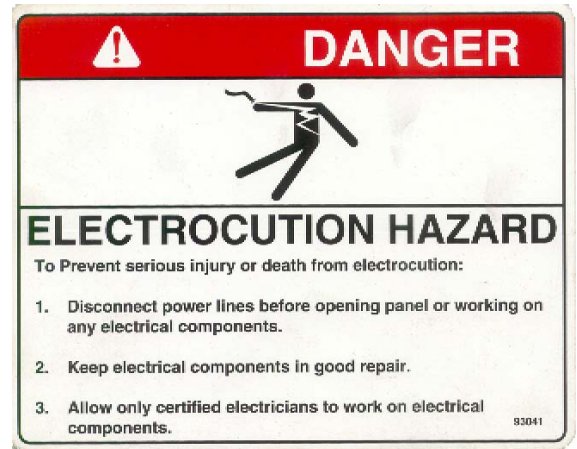 DANGER
ELECTROCUTION HAZARD
To Prevent serious injury or death from electrocution:
1. Disconnect power lines before opening panel or working on
any electrical components.
2. Keep electrical components in good repair.
3. Allow only certified electricians to work on electrical
components.
93041